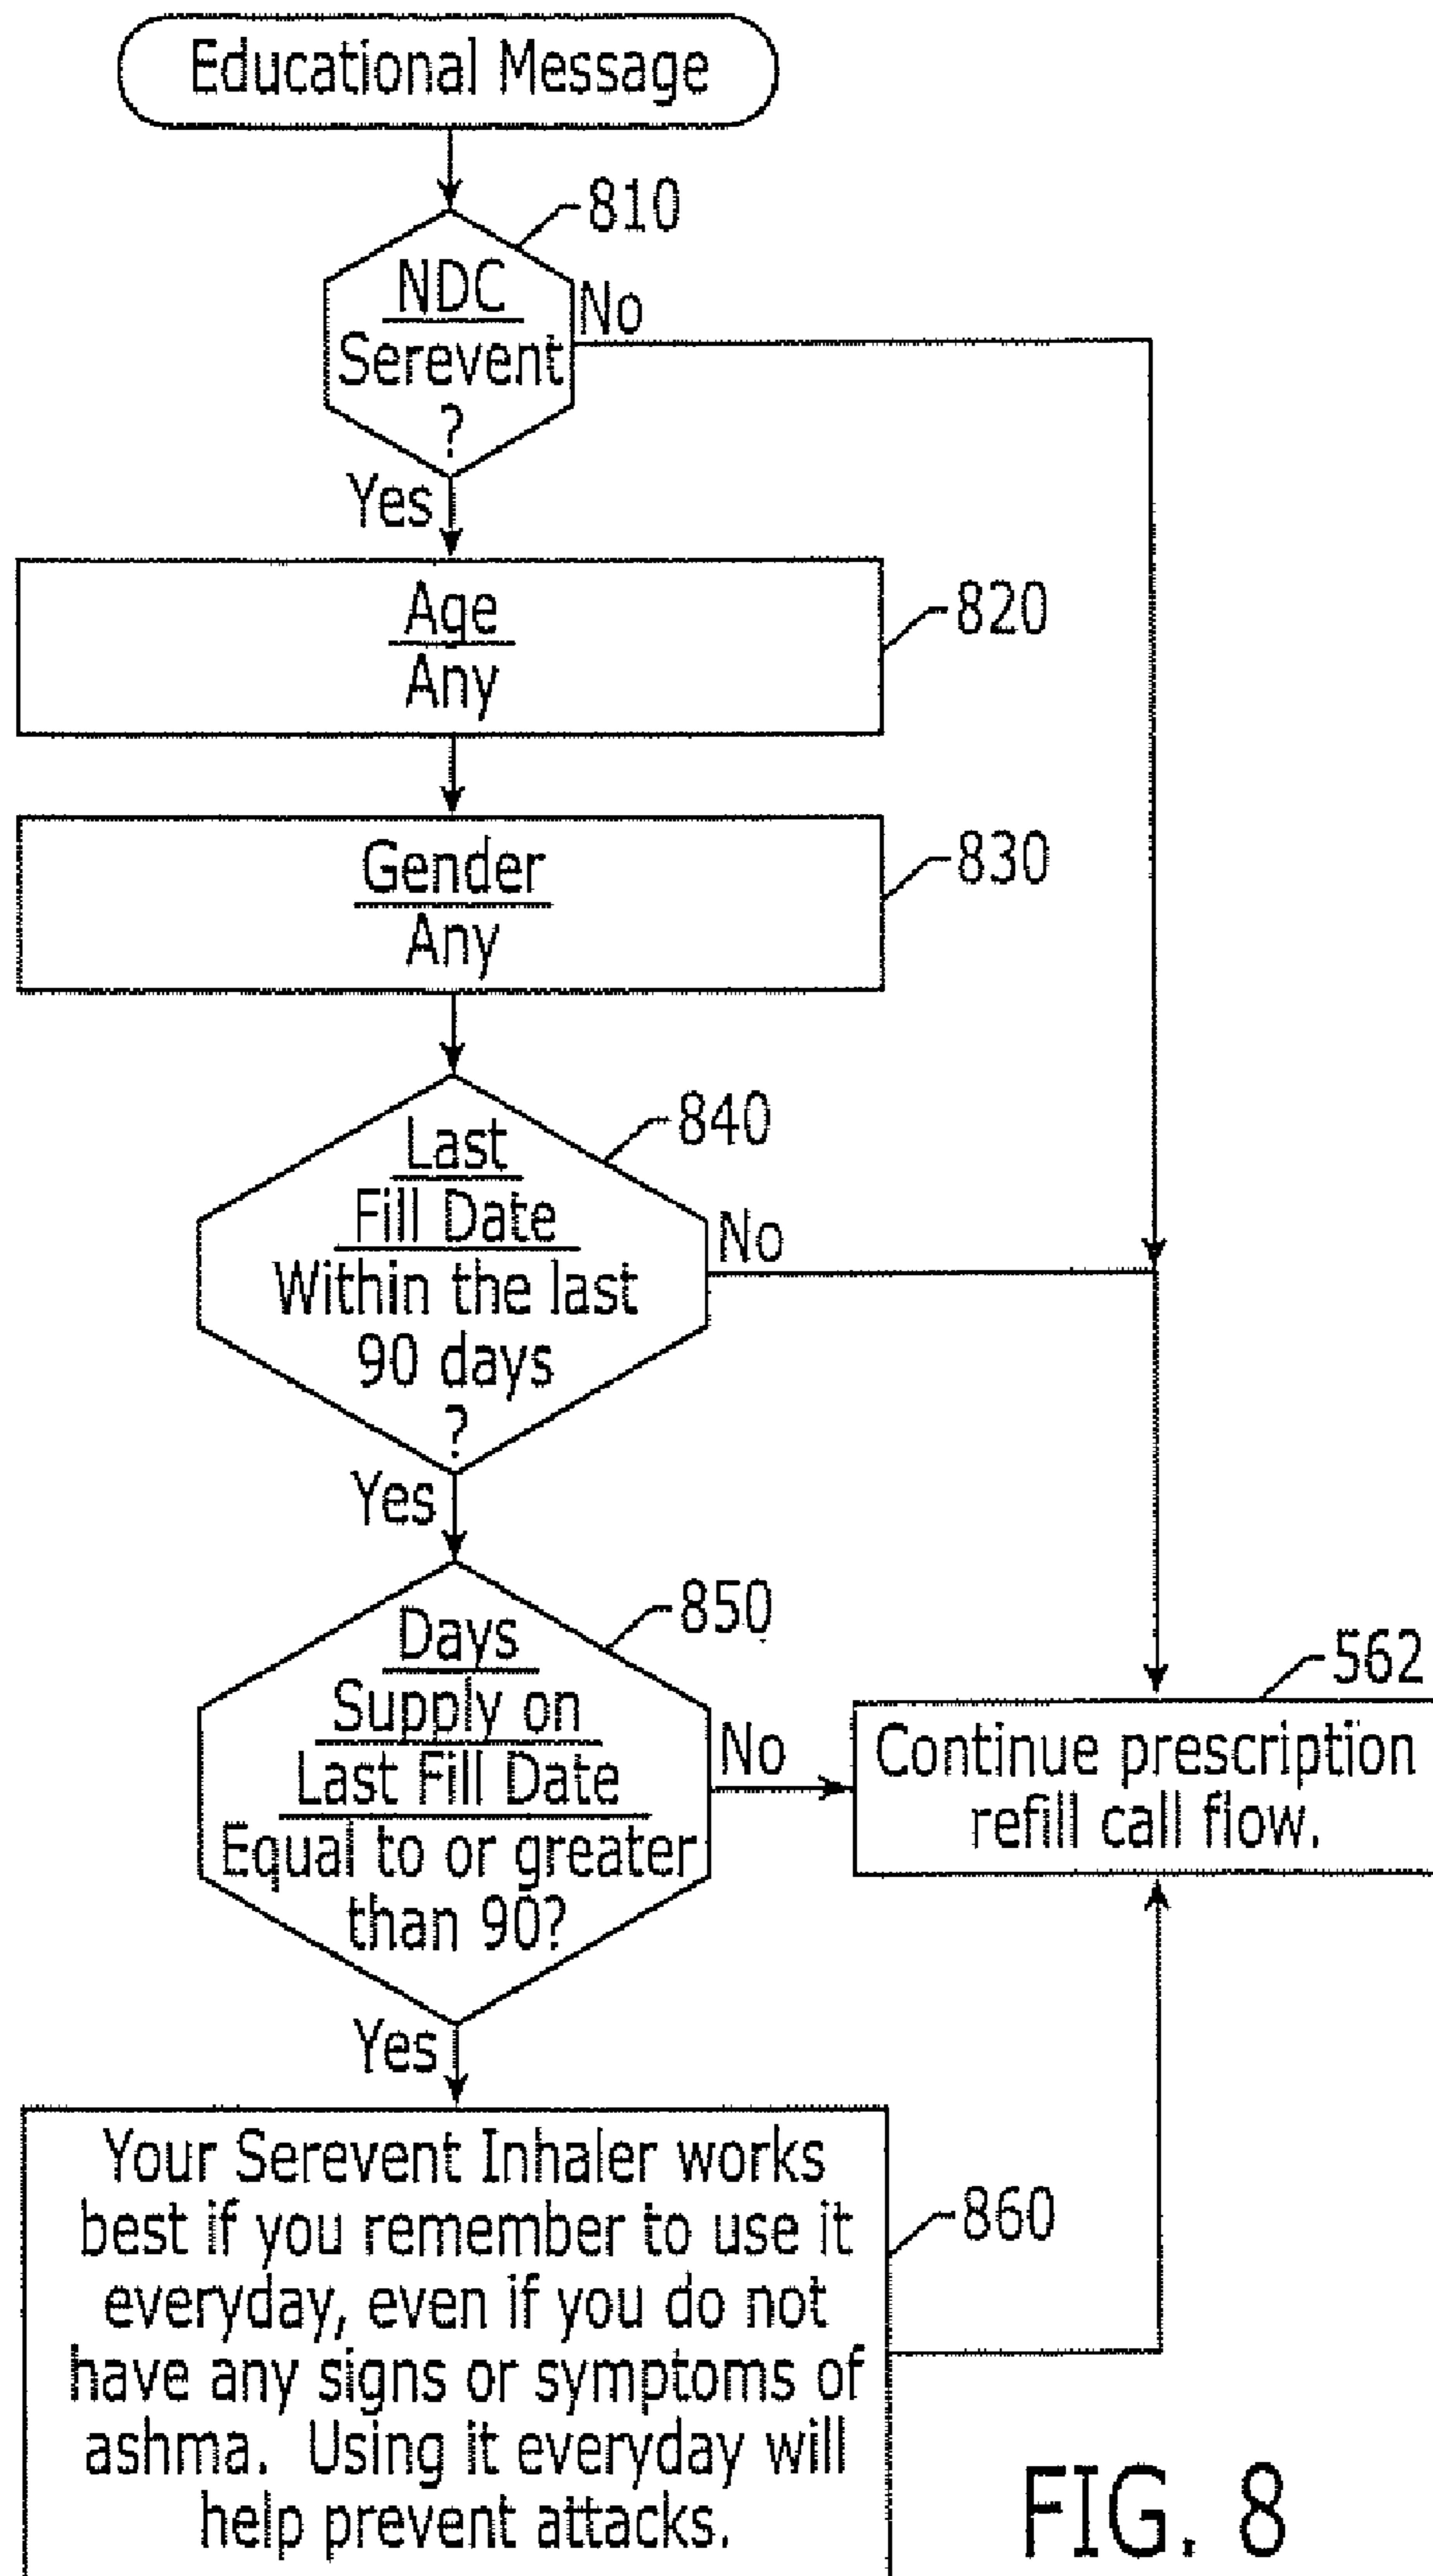 Educational Message
810
NDC
No
Serevent
?
Yes
Age
820
Any
Gender
830
Any
840
Last
Fill Date
No
Within the last
90 days
?
Yes
850
Days
Supply on
Last Fill Date
No
Equal to or greater
than 90?
Yes
562
Continue prescription
refill call flow.
Your Serevent Inhaler works
best if you remember to use it
860
everyday, even if you do not
have any signs or symptoms of
ashma. Using it everyday will
help prevent attacks.
FIG. 8